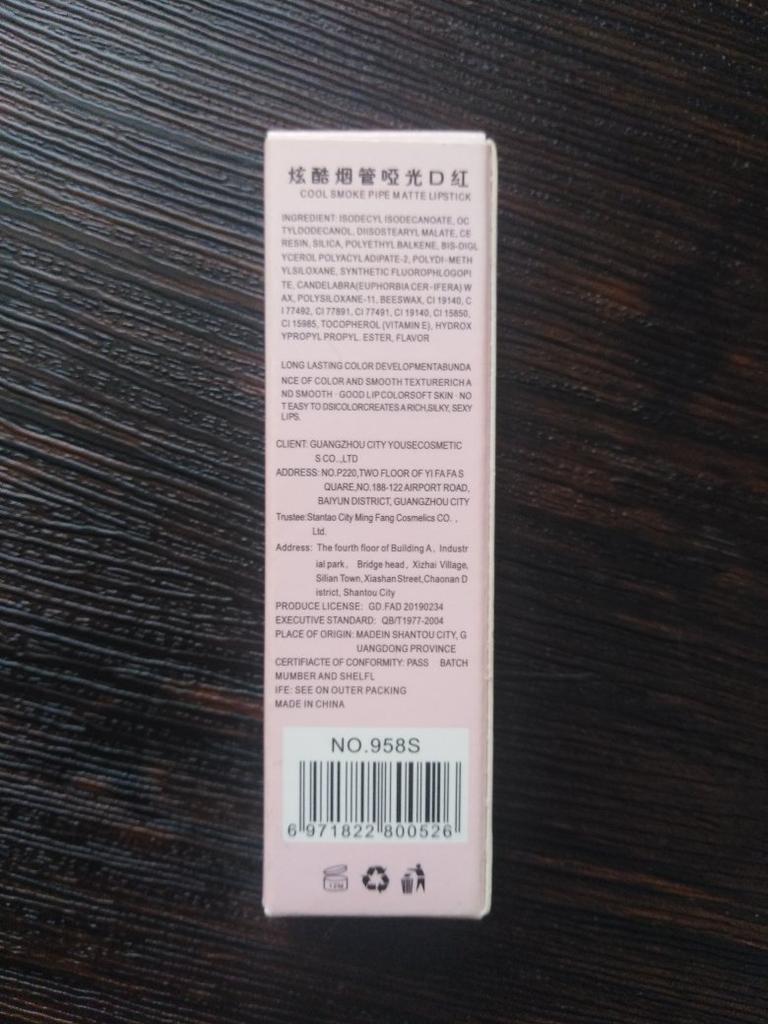 炫酷烟管哑光口红
COOL SMOKE PIPE MATTE LIPSTICK
INGREDIENT: ISODECYL ISODECANOATE, OC
TYLDODECANOL, DIISOSTEARYL MALATE, CE
RESIN, SILICA, POLYETHYL BALKENE, BIS-DIGL
YCEROL POLYACYL ADIPATE-2, POLYDI-METH
YLSILOXANE, SYNTHETIC FLUOROPHLOGOPI
TE, CANDELABRA(EUPHORBIA CER-IFERA) W
AX, POLYSILOXANE-11, BEESWAX, CI 19140, C
I 77492, CI 77891, CI 77491, CI 19140, CI 15850,
CI 15985, TOCOPHEROL (VITAMIN E), HYDROX
YPROPYL PROPYL. ESTER, FLAVOR
LONG LASTING COLOR DEVELOPMENTABUNDA
NCE OF COLOR AND SMOOTH TEXTURERICH A
ND SMOOTH · GOOD LIPCOLORSOFT SKIN · NO
T EASY TO DSICOLORCREATES A RICH,SILKY, SEXY
LIPS.
CLIENT: GUANGZHOU CITY YOUSECOSMETIC
S CO.,,LTD
ADDRESS: NO.P220,TWO FLOOR OF YI FA FA S
QUARE,NO.188-122 AIRPORT ROAD,
BAIYUN DISTRICT, GUANGZHOU CITY
Trustee:Stantao City Ming Fang Cosmelics CO.,
Ltd.
Address: The fourth floor of Building A, Industr
ial park, Bridge head, Xizhai Village,
Silian Town, Xiashan Street,Chaonan D
istrict, Shantou City
PRODUCE LICENSE: GD.FAD 20190234
EXECUTIVE STANDARD: QB/T1977-2004
PLACE OF ORIGIN: MADEIN SHANTOU CITY, G
UANGDONG PROVINCE
CERTIFIACTE OF CONFORMITY: PASS BATCH
MUMBER AND SHELFL
IFE: SEE ON OUTER PACKING
MADE IN CHINA
NO.958S
6 971822 800526